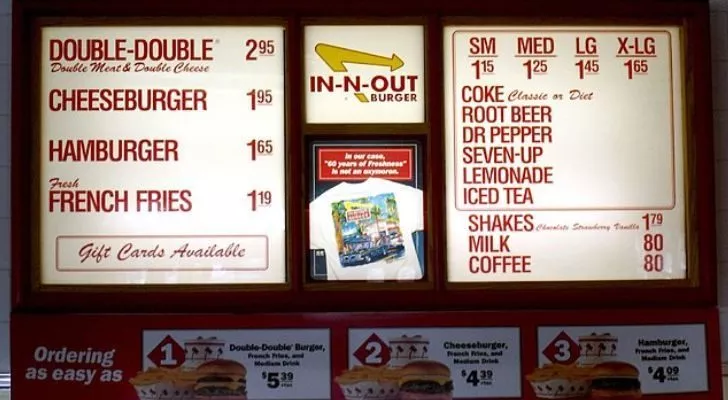 DOUBLE-DOUBLE® 2.95
Double Meat & Double Cheese
CHEESEBURGER 1.95
HAMBURGER 1.65
Fresh
FRENCH FRIES 1.19
Gift Cards Available
IN-N-OUT
BURGER
In our case,
"60 years of Freshness"
is not an oxymoron.
SM MED LG X-LG
1.15 1.25 1.45 1.65
COKE Classic or Diet
ROOT BEER
DR PEPPER
SEVEN-UP
LEMONADE
ICED TEA
SHAKES Chocolate Strawberry Vanilla 1.79
MILK 80
COFFEE 80
Ordering
as easy as
1
Double-Double® Burger,
French Fries, and
Medium Drink
$5.39
2
Cheeseburger,
French Fries, and
Medium Drink
$4.39
3
Hamburger,
French Fries, and
Medium Drink
$4.09